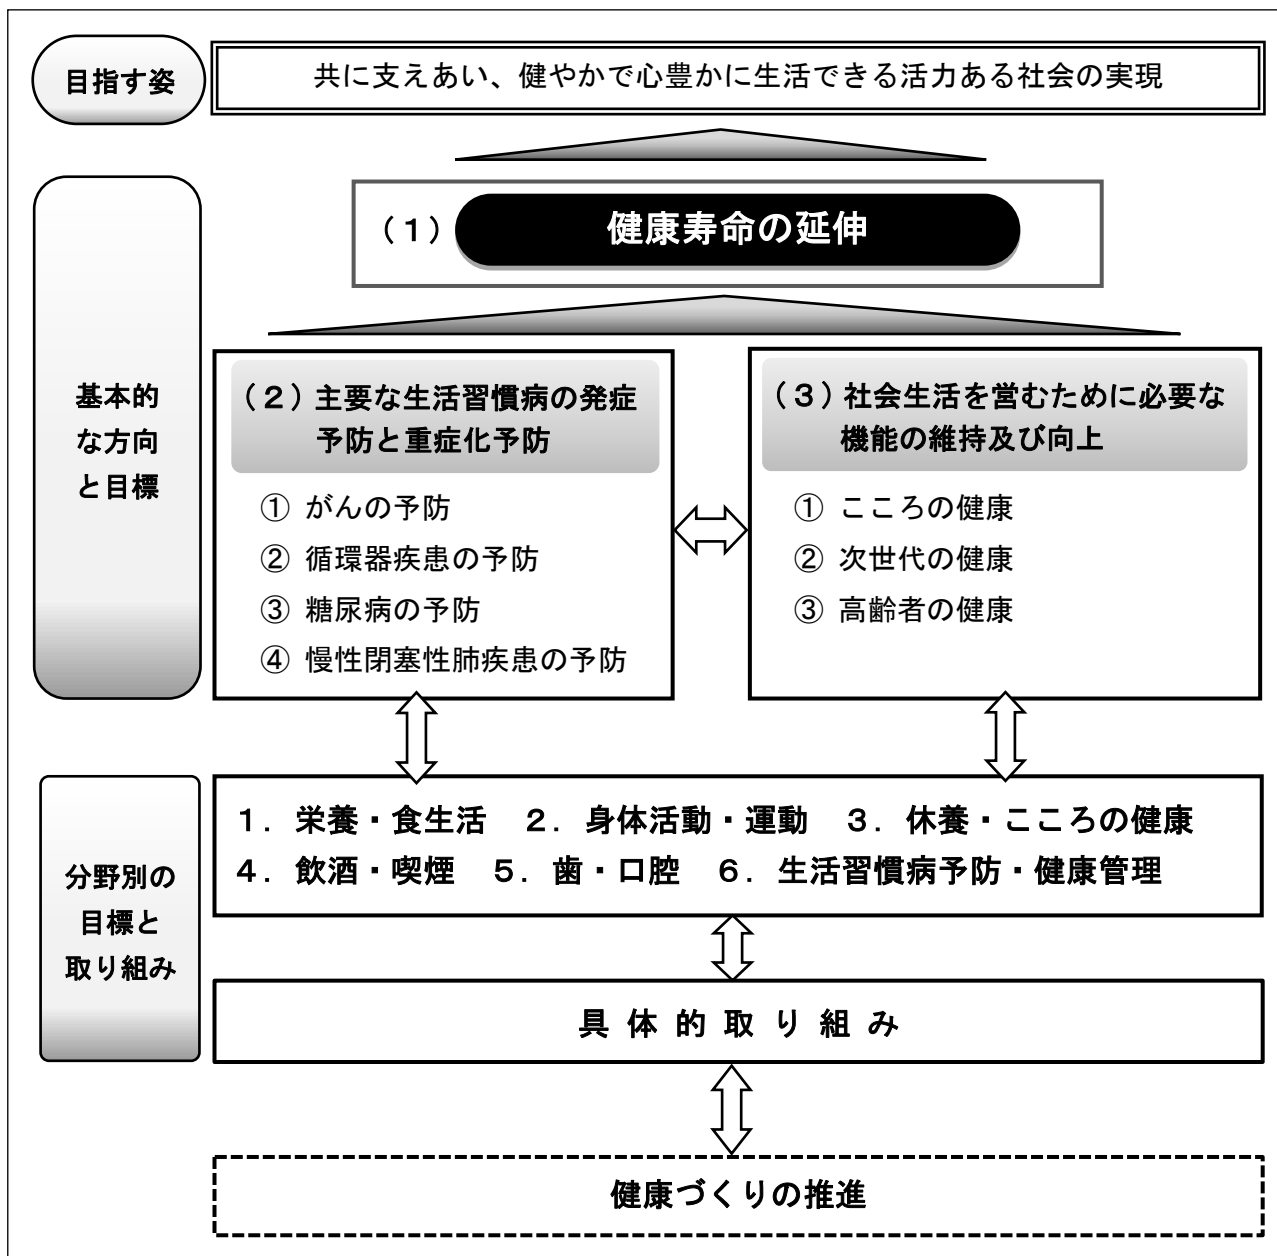 目指す姿
共に支えあい、健やかで心豊かに生活できる活力ある社会の実現
基本的
な方向
と目標
（１）
健康寿命の延伸
（２）主要な生活習慣病の発症
予防と重症化予防
① がんの予防
② 循環器疾患の予防
③ 糖尿病の予防
④ 慢性閉塞性肺疾患の予防
（３）社会生活を営むために必要な
機能の維持及び向上
① こころの健康
② 次世代の健康
③ 高齢者の健康
分野別の
目標と
取り組み
１．栄養・食生活　２．身体活動・運動　３．休養・こころの健康
４．飲酒・喫煙　５．歯・口腔　６．生活習慣病予防・健康管理
具 体 的 取 り 組 み
健康づくりの推進